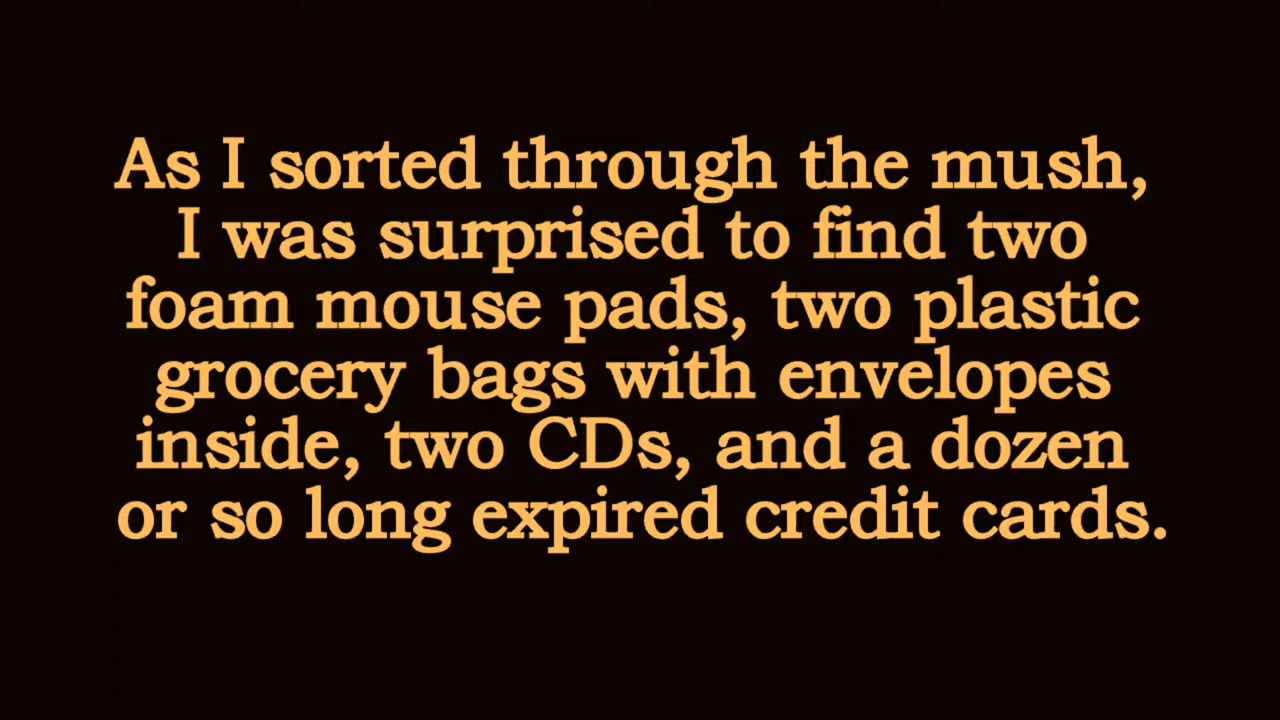 As I sorted through the mush,
I was surprised to find two
foam mouse pads, two plastic
grocery bags with envelopes
inside, two CDs, and a dozen
or so long expired credit cards.